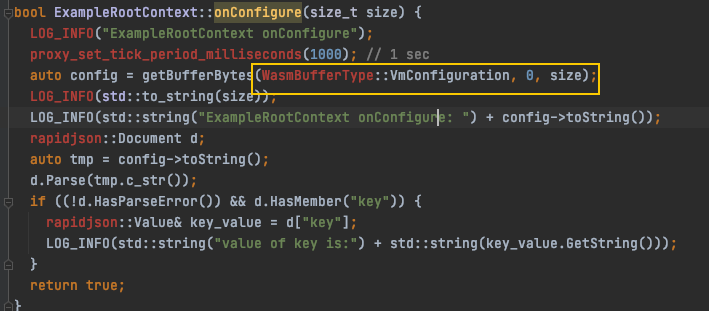 bool ExampleRootContext::onConfigure(size_t size) {
LOG_INFO("ExampleRootContext onConfigure");
proxy_set_tick_period_milliseconds(1000); // 1 sec
auto config = getBufferBytes(WasmBufferType::VmConfiguration, 0, size);
LOG_INFO(std::to_string(size));
LOG_INFO(std::string("ExampleRootContext onConfigure: ") + config->toString());
rapidjson::Document d;
auto tmp = config->toString();
d.Parse(tmp.c_str());
if ((!d.HasParseError()) && d.HasMember("key")) {
rapidjson::Value& key_value = d["key"];
LOG_INFO(std::string("value of key is:") + std::string(key_value.GetString()));
}
return true;
}